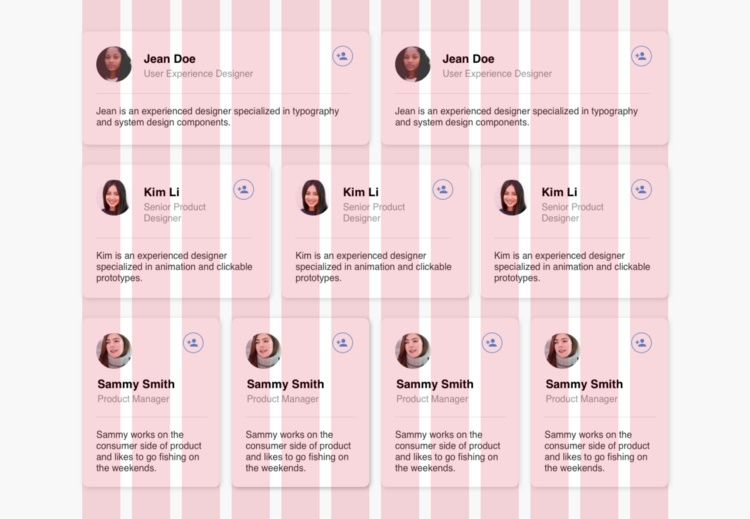 Jean Doe
User Experience Designer
Jean is an experienced designer specialized in typography
and system design components.
Jean Doe
User Experience Designer
Jean is an experienced designer specialized in typography
and system design components.
Kim Li
Senior Product
Designer
Kim is an experienced designer
specialized in animation and clickable
prototypes.
Kim Li
Senior Product
Designer
Kim is an experienced designer
specialized in animation and clickable
prototypes.
Kim Li
Senior Product
Designer
Kim is an experienced designer
specialized in animation and clickable
prototypes.
Sammy Smith
Product Manager
Sammy works on the
consumer side of product
and likes to go fishing on
the weekends.
Sammy Smith
Product Manager
Sammy works on the
consumer side of product
and likes to go fishing on
the weekends.
Sammy Smith
Product Manager
Sammy works on the
consumer side of product
and likes to go fishing on
the weekends.
Sammy Smith
Product Manager
Sammy works on the
consumer side of product
and likes to go fishing on
the weekends.